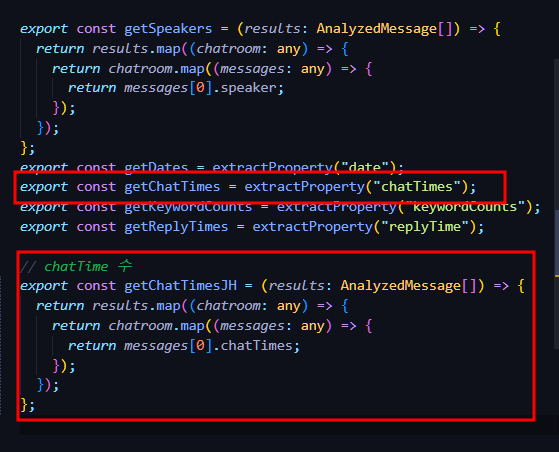 export const getSpeakers = (results: AnalyzedMessage[]) => {
  return results.map((chatroom: any) => {
    return chatroom.map((messages: any) => {
      return messages[0].speaker;
    });
  });
};
export const getDates = extractProperty("date");
export const getChatTimes = extractProperty("chatTimes");
export const getKeywordCounts = extractProperty("keywordCounts");
export const getReplyTimes = extractProperty("replyTime");

// chatTime 수
export const getChatTimesJH = (results: AnalyzedMessage[]) => {
  return results.map((chatroom: any) => {
    return chatroom.map((messages: any) => {
      return messages[0].chatTimes;
    });
  });
};